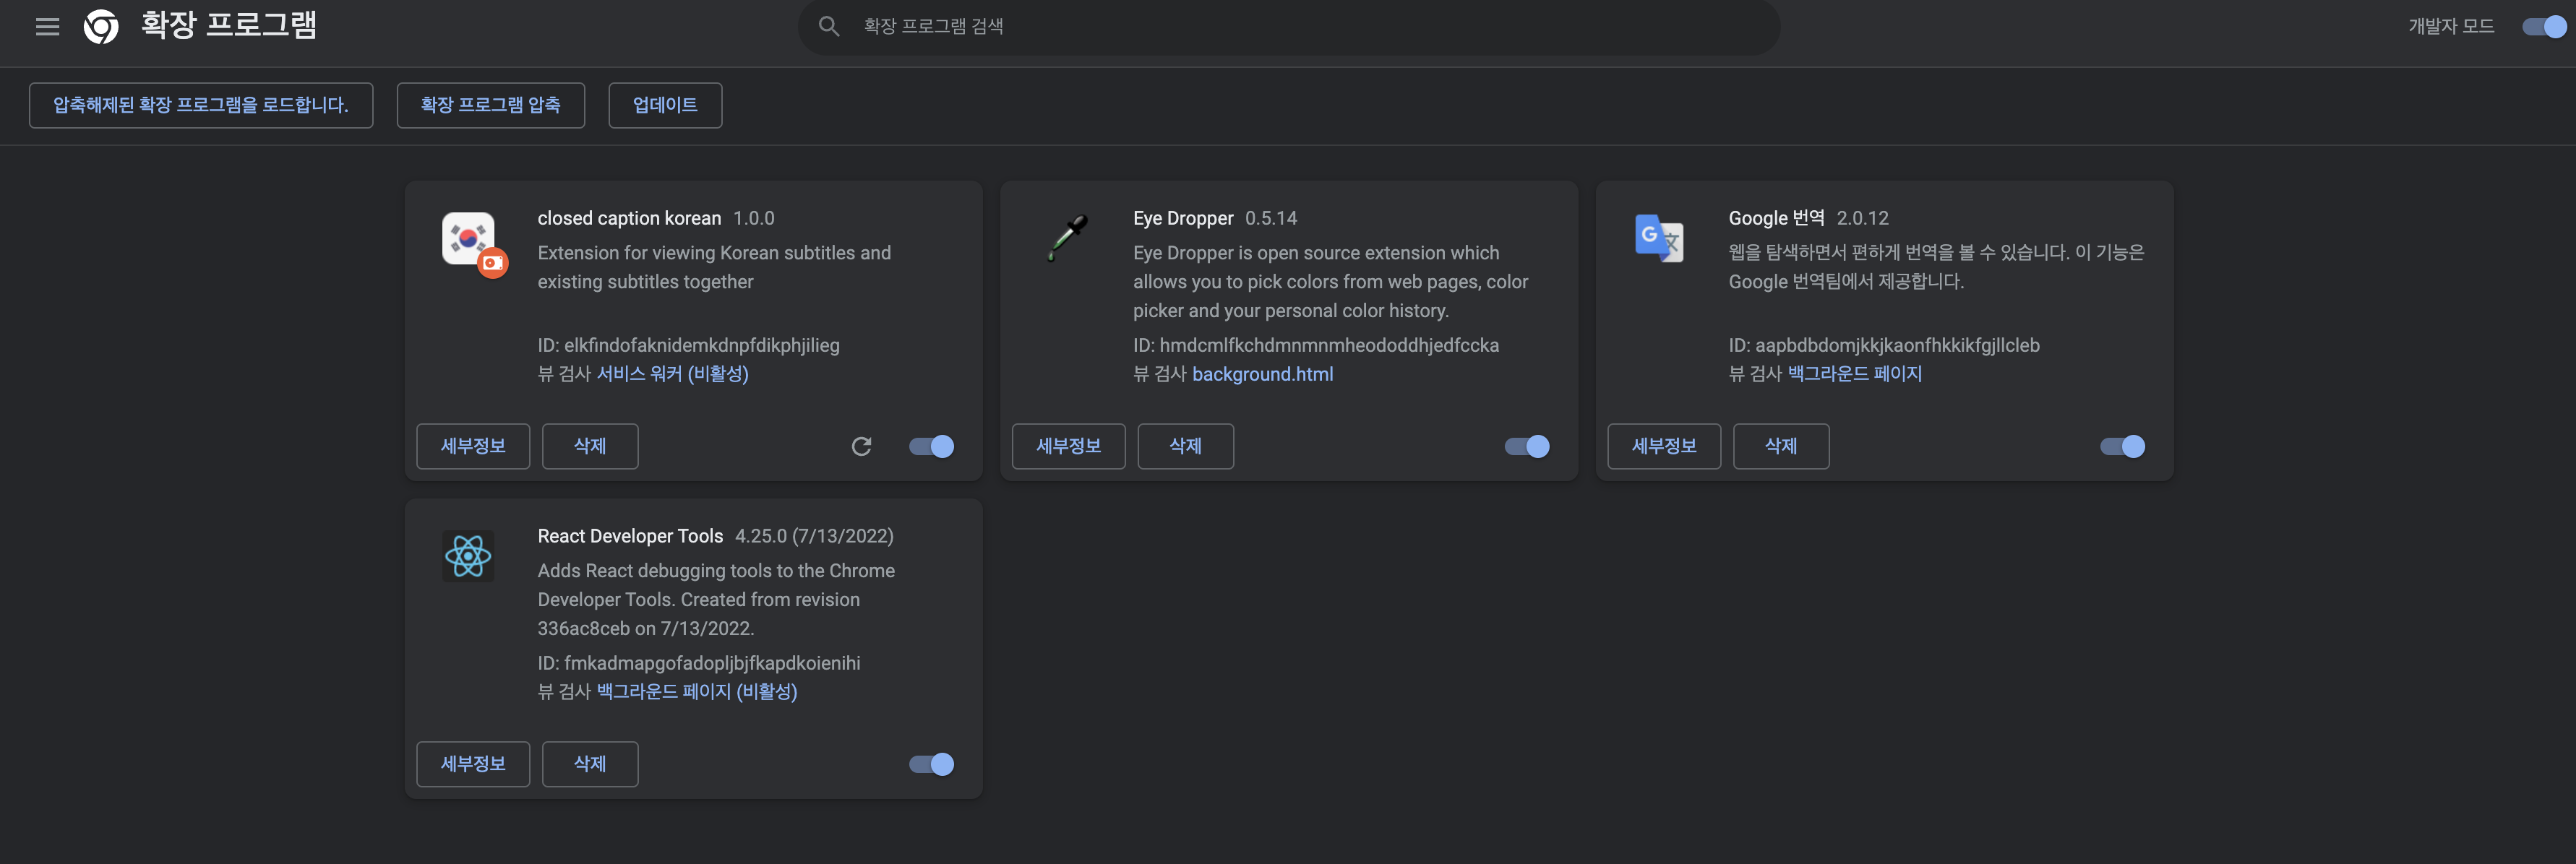 확장 프로그램
확장 프로그램 검색
개발자 모드
압축해제된 확장 프로그램을 로드합니다.
확장 프로그램 압축
업데이트
closed caption korean 1.0.0
Extension for viewing Korean subtitles and
existing subtitles together
ID: elkfindofaknidemkdnpfdikphjilieg
뷰 검사 서비스 워커 (비활성)
세부정보
삭제
Eye Dropper 0.5.14
Eye Dropper is open source extension which
allows you to pick colors from web pages, color
picker and your personal color history.
ID: hmdcmlfkchdmnmnmheododdhjedfccka
뷰 검사 background.html
세부정보
삭제
Google 번역 2.0.12
웹을 탐색하면서 편하게 번역을 볼 수 있습니다. 이 기능은
Google 번역팀에서 제공합니다.
ID: aapbdbdomjkkjkaonfhkkikfgjllcleb
뷰 검사 백그라운드 페이지
세부정보
삭제
React Developer Tools 4.25.0 (7/13/2022)
Adds React debugging tools to the Chrome
Developer Tools. Created from revision
336ac8ceb on 7/13/2022.
ID: fmkadmapgofadopljbjfkapdkoienihi
뷰 검사 백그라운드 페이지 (비활성)
세부정보
삭제